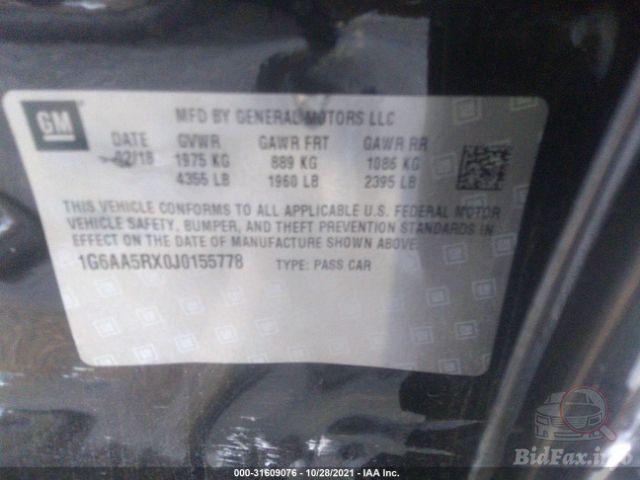 GM
MFD BY GENERAL MOTORS LLC
DATE GVWR GAWR FRT GAWR RR
02/18 1975 KG 889 KG 1086 KG
4355 LB 1960 LB 2395 LB
THIS VEHICLE CONFORMS TO ALL APPLICABLE U.S. FEDERAL MOTOR
VEHICLE SAFETY, BUMPER, AND THEFT PREVENTION STANDARDS IN
EFFECT ON THE DATE OF MANUFACTURE SHOWN ABOVE.
1G6AA5RX0J0155778 TYPE: PASS CAR
BidFax.info
000-31609076 - 10/28/2021 - IAA Inc.